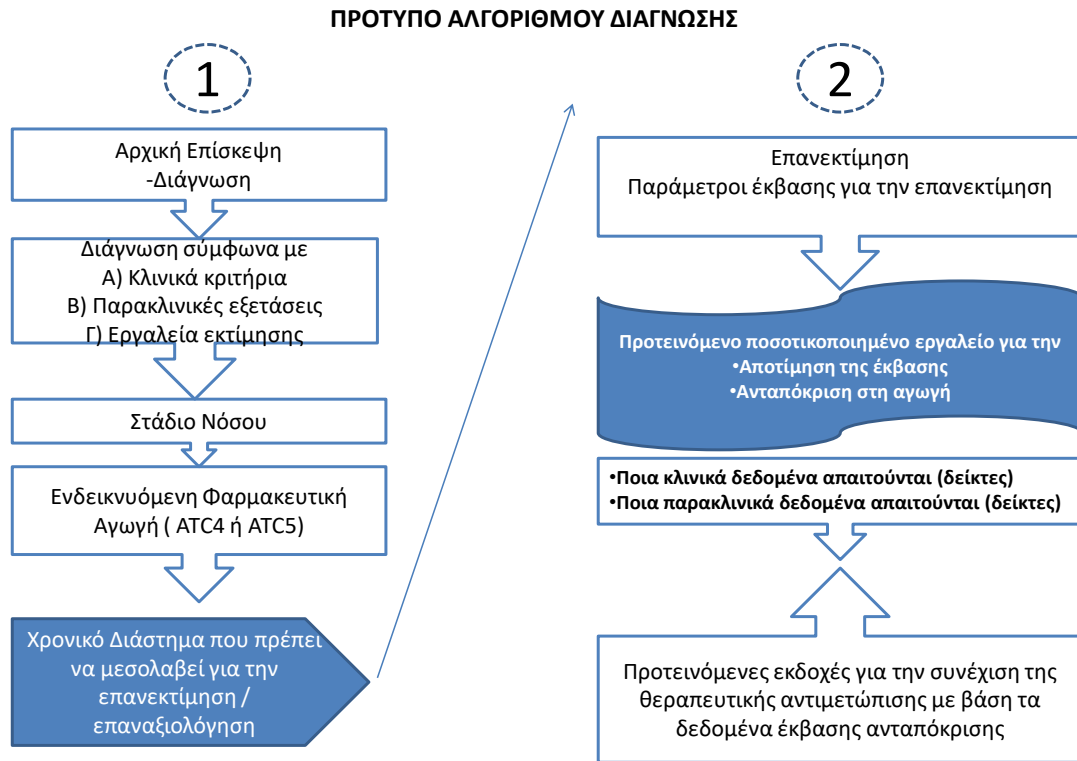 ΠΡΟΤΥΠΟ ΑΛΓΟΡΙΘΜΟΥ ΔΙΑΓΝΩΣΗΣ
1
Αρχική Επίσκεψη
-Διάγνωση
Διάγνωση σύμφωνα με
Α) Κλινικά κριτήρια
Β) Παρακλινικές εξετάσεις
Γ) Εργαλεία εκτίμησης
Στάδιο Νόσου
Ενδεικνυόμενη Φαρμακευτική
Αγωγή ( ATC4 ή ATC5)
Χρονικό Διάστημα που πρέπει
να μεσολαβεί για την
επανεκτίμηση /
επαναξιολόγηση
2
Επανεκτίμηση
Παράμετροι έκβασης για την επανεκτίμηση
Προτεινόμενο ποσοτικοποιημένο εργαλείο για την
•Αποτίμηση της έκβασης
•Ανταπόκριση στη αγωγή
•Ποια κλινικά δεδομένα απαιτούνται (δείκτες)
•Ποια παρακλινικά δεδομένα απαιτούνται (δείκτες)
Προτεινόμενες εκδοχές για την συνέχιση της
θεραπευτικής αντιμετώπισης με βάση τα
δεδομένα έκβασης ανταπόκρισης